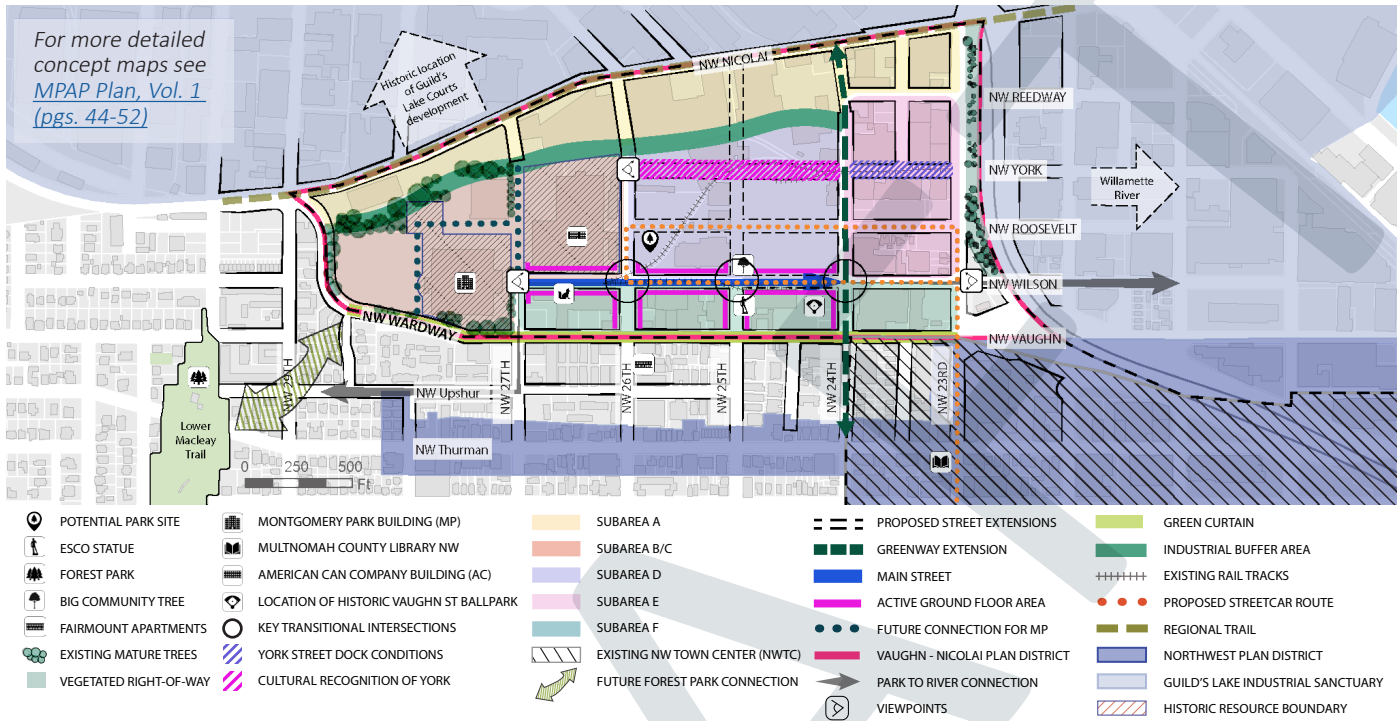 For more detailed
concept maps see
MPAP Plan, Vol. 1
(pgs. 44-52)
Historic location
of Guild's
Lake Courts
development
NW NICOLAI
NW REEDWAY
NW YORK
Willamette
River
NW ROOSEVELT
NW WILSON
NW WARDWAY
NW VAUGHN
NW 29TH
NW 27TH
NW 26TH
NW 25TH
NW 24TH
NW 23RD
NW Upshur
Lower
Macleay
Trail
NW Thurman
0 250 500
Ft
POTENTIAL PARK SITE
ESCO STATUE
FOREST PARK
BIG COMMUNITY TREE
FAIRMOUNT APARTMENTS
EXISTING MATURE TREES
VEGETATED RIGHT-OF-WAY
MONTGOMERY PARK BUILDING (MP)
MULTNOMAH COUNTY LIBRARY NW
AMERICAN CAN COMPANY BUILDING (AC)
LOCATION OF HISTORIC VAUGHN ST BALLPARK
KEY TRANSITIONAL INTERSECTIONS
YORK STREET DOCK CONDITIONS
CULTURAL RECOGNITION OF YORK
SUBAREA A
SUBAREA B/C
SUBAREA D
SUBAREA E
SUBAREA F
EXISTING NW TOWN CENTER (NWTC)
FUTURE FOREST PARK CONNECTION
PROPOSED STREET EXTENSIONS
GREENWAY EXTENSION
MAIN STREET
ACTIVE GROUND FLOOR AREA
FUTURE CONNECTION FOR MP
VAUGHN - NICOLAI PLAN DISTRICT
PARK TO RIVER CONNECTION
VIEWPOINTS
GREEN CURTAIN
INDUSTRIAL BUFFER AREA
EXISTING RAIL TRACKS
PROPOSED STREETCAR ROUTE
REGIONAL TRAIL
NORTHWEST PLAN DISTRICT
GUILD'S LAKE INDUSTRIAL SANCTUARY
HISTORIC RESOURCE BOUNDARY